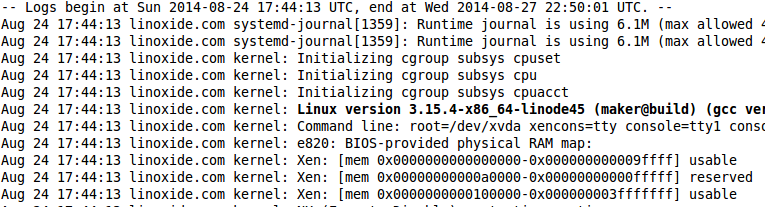 -- Logs begin at Sun 2014-08-24 17:44:13 UTC, end at Wed 2014-08-27 22:50:01 UTC. --
Aug 24 17:44:13 linoxide.com systemd-journal[1359]: Runtime journal is using 6.1M (max allowed
Aug 24 17:44:13 linoxide.com systemd-journal[1359]: Runtime journal is using 6.1M (max allowed
Aug 24 17:44:13 linoxide.com kernel: Initializing cgroup subsys cpuset
Aug 24 17:44:13 linoxide.com kernel: Initializing cgroup subsys cpu
Aug 24 17:44:13 linoxide.com kernel: Initializing cgroup subsys cpuacct
Aug 24 17:44:13 linoxide.com kernel: Linux version 3.15.4-x86_64-linode45 (maker@build) (gcc ver
Aug 24 17:44:13 linoxide.com kernel: Command line: root=/dev/xvda xencons=tty console=tty1 conso
Aug 24 17:44:13 linoxide.com kernel: e820: BIOS-provided physical RAM map:
Aug 24 17:44:13 linoxide.com kernel: Xen: [mem 0x0000000000000000-0x000000000009ffff] usable
Aug 24 17:44:13 linoxide.com kernel: Xen: [mem 0x00000000000a0000-0x00000000000fffff] reserved
Aug 24 17:44:13 linoxide.com kernel: Xen: [mem 0x0000000000100000-0x000000003fffffff] usable